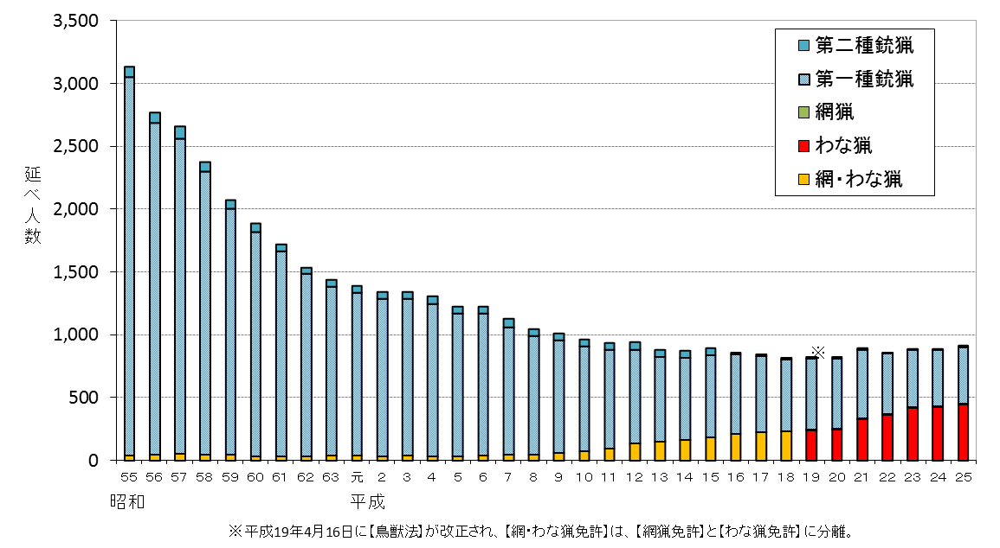 3,500
3,000
2,500
2,000
1,500
1,000
500
0
延べ人数
第二種銃猟
第一種銃猟
網猟
わな猟
網・わな猟
※
55 56 57 58 59 60 61 62 63 元 2 3 4 5 6 7 8 9 10 11 12 13 14 15 16 17 18 19 20 21 22 23 24 25
昭和 平成
※平成19年4月16日に【鳥獣法】が改正され、【網・わな猟免許】は、【網猟免許】と【わな猟免許】に分離。